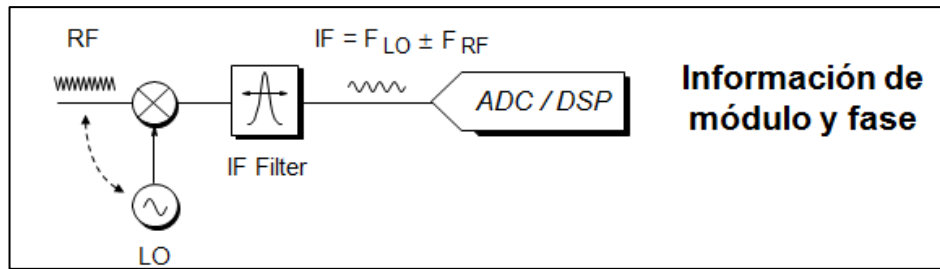 RF
IF = F LO ± F RF
ADC / DSP
IF Filter
LO
Información de
módulo y fase